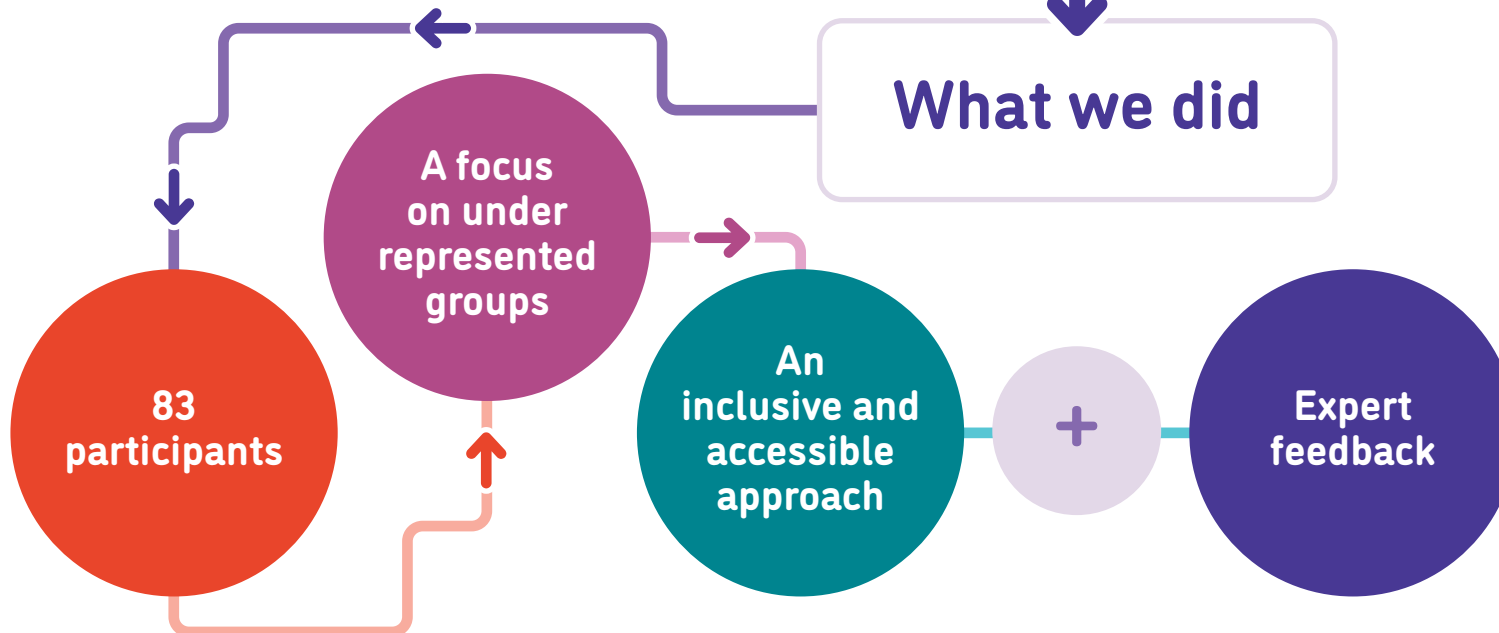 What we did
83
participants
A focus
on under
represented
groups
An
inclusive and
accessible
approach
+
Expert
feedback